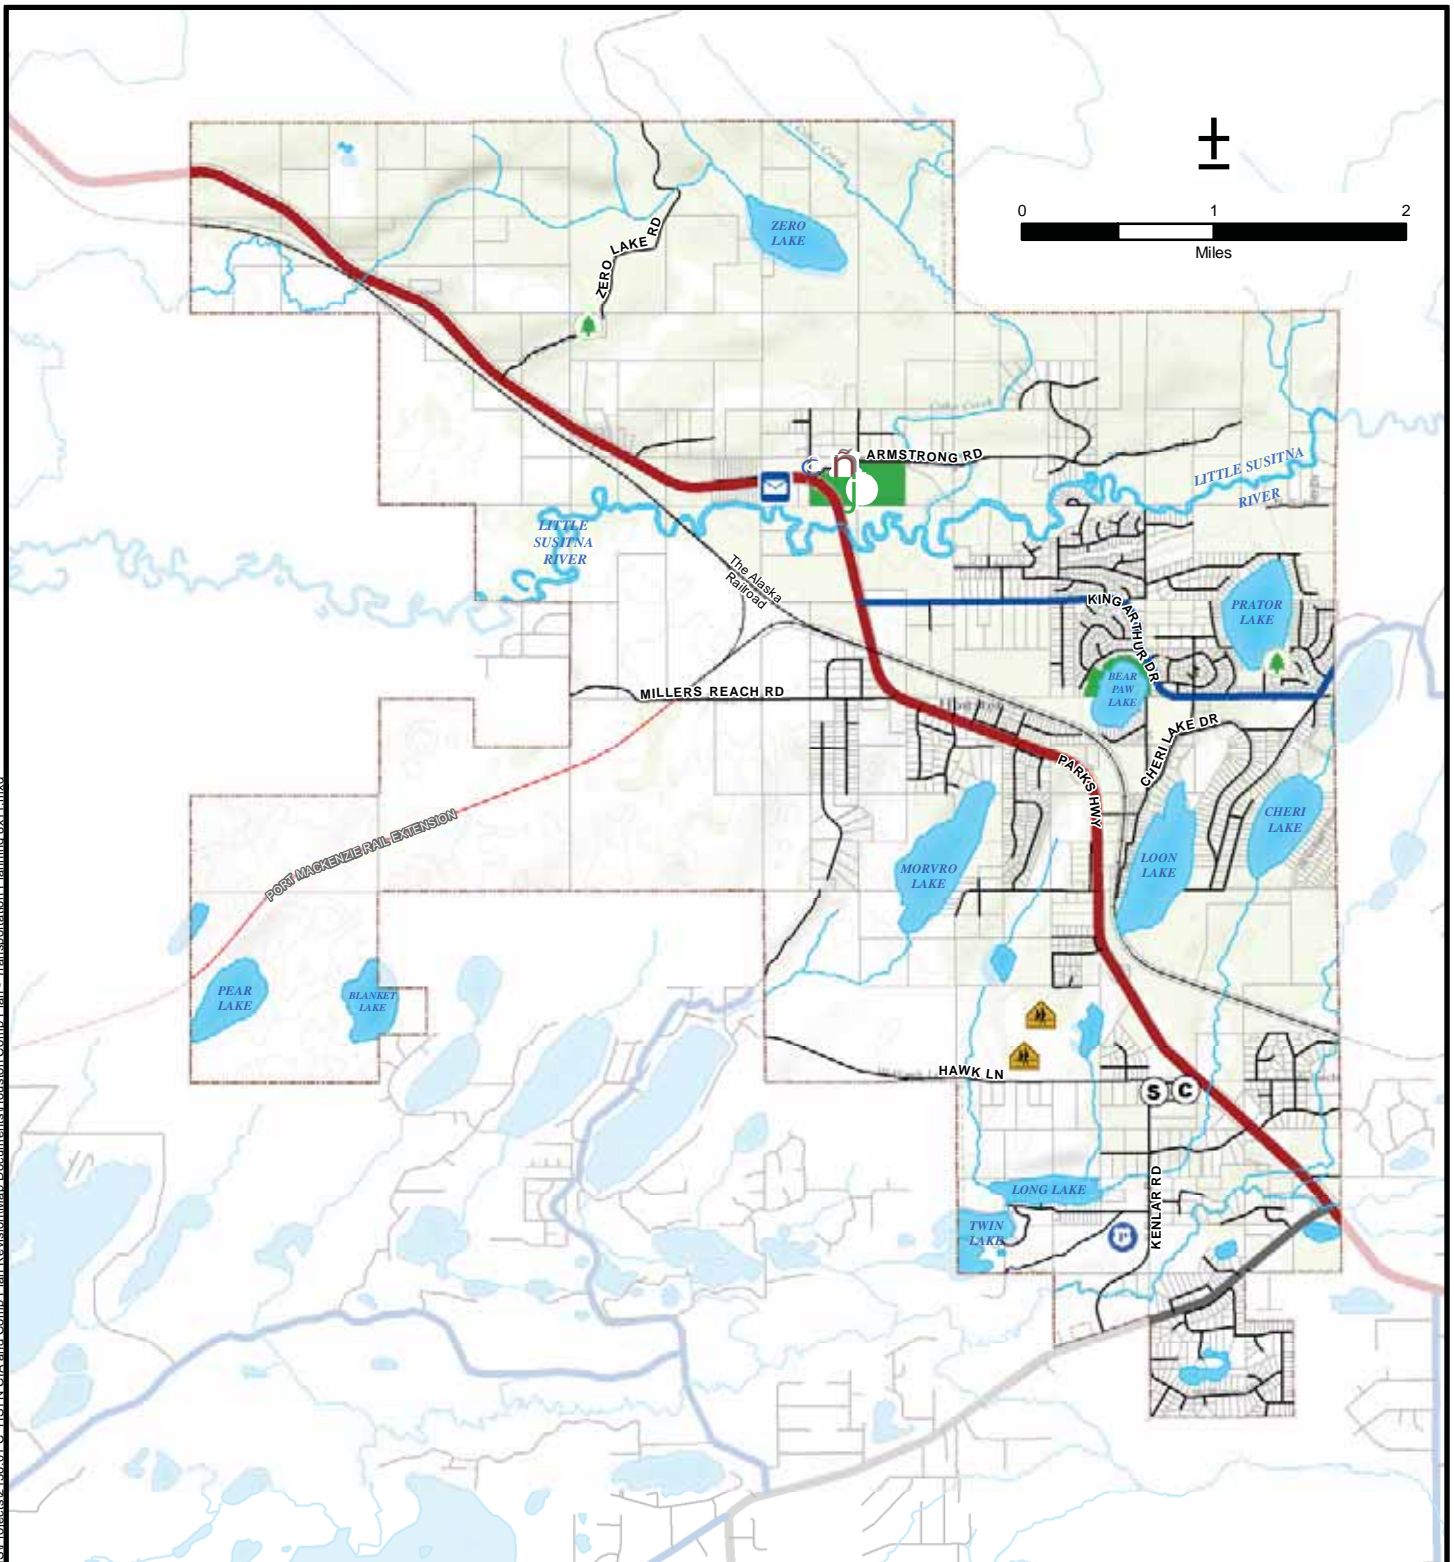 ±
0 1 2
Miles
ZERO
LAKE
ZERO LAKE RD
ARMSTRONG RD
C
ñ
j
LITTLE SUSITNA
RIVER
LITTLE
SUSITNA
RIVER
The Alaska
Railroad
KING ARTHUR DR
PRATOR
LAKE
BEAR
PAW
LAKE
MILLERS REACH RD
CHERI LAKE DR
PARKS HWY
CHERI
LAKE
LOON
LAKE
MORVRO
LAKE
PORT MACKENZIE RAIL EXTENSION
PEAR
LAKE
BLANKET
LAKE
HAWK LN
S C
LONG LAKE
KENLAR RD
TWIN
LAKE
P